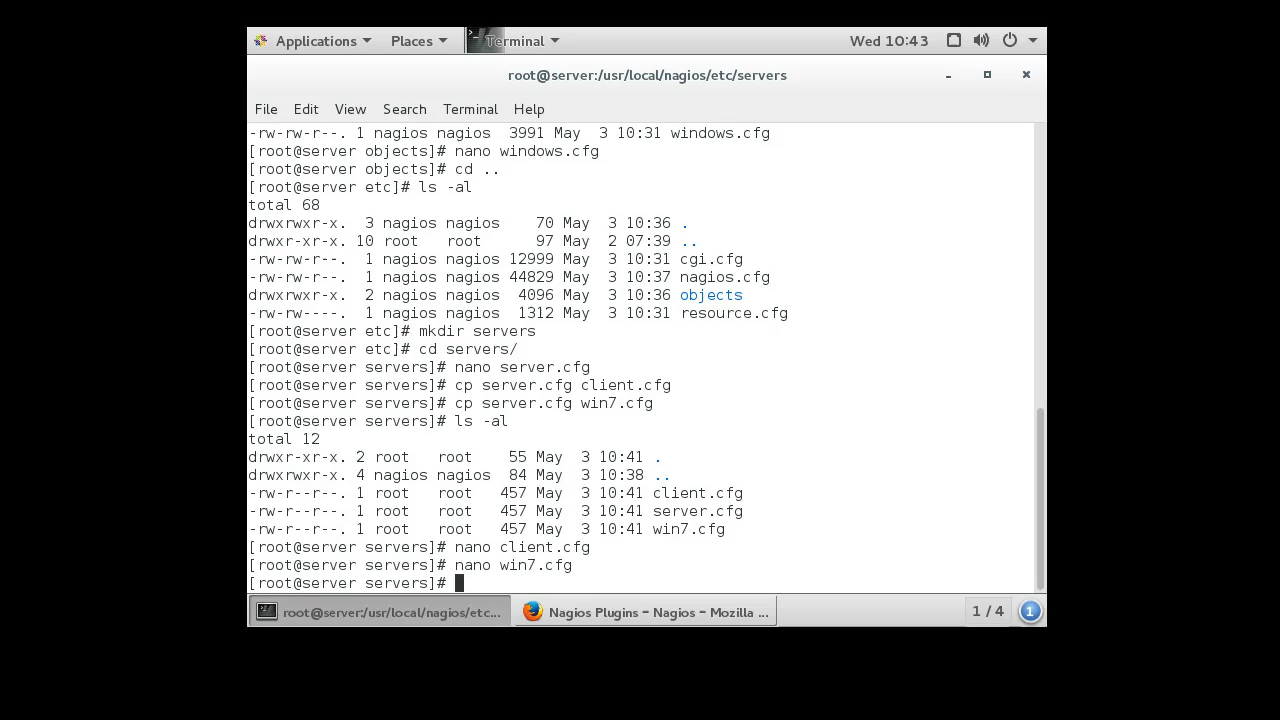 Applications Places Terminal Wed 10:43
root@server:/usr/local/nagios/etc/servers
File Edit View Search Terminal Help
-rw-rw-r--. 1 nagios nagios  3991 May  3 10:31 windows.cfg
[root@server objects]# nano windows.cfg
[root@server objects]# cd ..
[root@server etc]# ls -al
total 68
drwxrwxr-x.  3 nagios nagios    70 May  3 10:36 .
drwxr-xr-x. 10 root   root      97 May  2 07:39 ..
-rw-rw-r--.  1 nagios nagios 12999 May  3 10:31 cgi.cfg
-rw-rw-r--.  1 nagios nagios 44829 May  3 10:37 nagios.cfg
drwxrwxr-x.  2 nagios nagios  4096 May  3 10:36 objects
-rw-rw----.  1 nagios nagios  1312 May  3 10:31 resource.cfg
[root@server etc]# mkdir servers
[root@server etc]# cd servers/
[root@server servers]# nano server.cfg
[root@server servers]# cp server.cfg client.cfg
[root@server servers]# cp server.cfg win7.cfg
[root@server servers]# ls -al
total 12
drwxr-xr-x. 2 root   root    55 May  3 10:41 .
drwxrwxr-x. 4 nagios nagios  84 May  3 10:38 ..
-rw-r--r--. 1 root   root   457 May  3 10:41 client.cfg
-rw-r--r--. 1 root   root   457 May  3 10:41 server.cfg
-rw-r--r--. 1 root   root   457 May  3 10:41 win7.cfg
[root@server servers]# nano client.cfg
[root@server servers]# nano win7.cfg
[root@server servers]#
root@server:/usr/local/nagios/etc... Nagios Plugins - Nagios - Mozilla ... 1 / 4 1